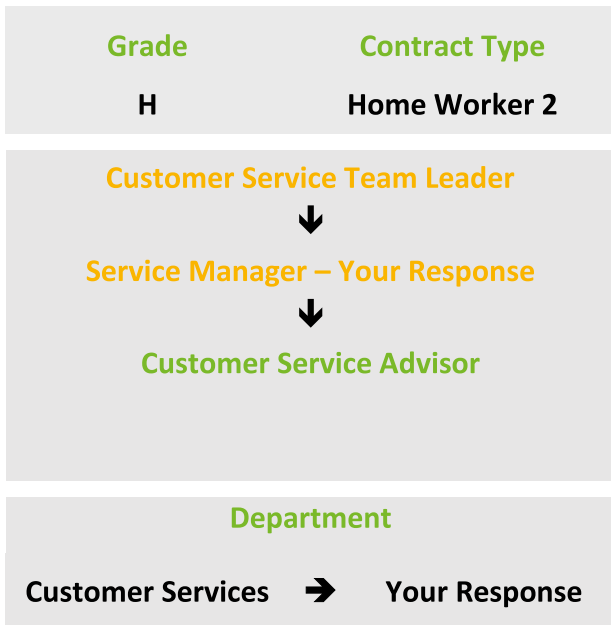 Grade Contract Type
H Home Worker 2
Customer Service Team Leader
↓
Service Manager – Your Response
↓
Customer Service Advisor
Department
Customer Services → Your Response